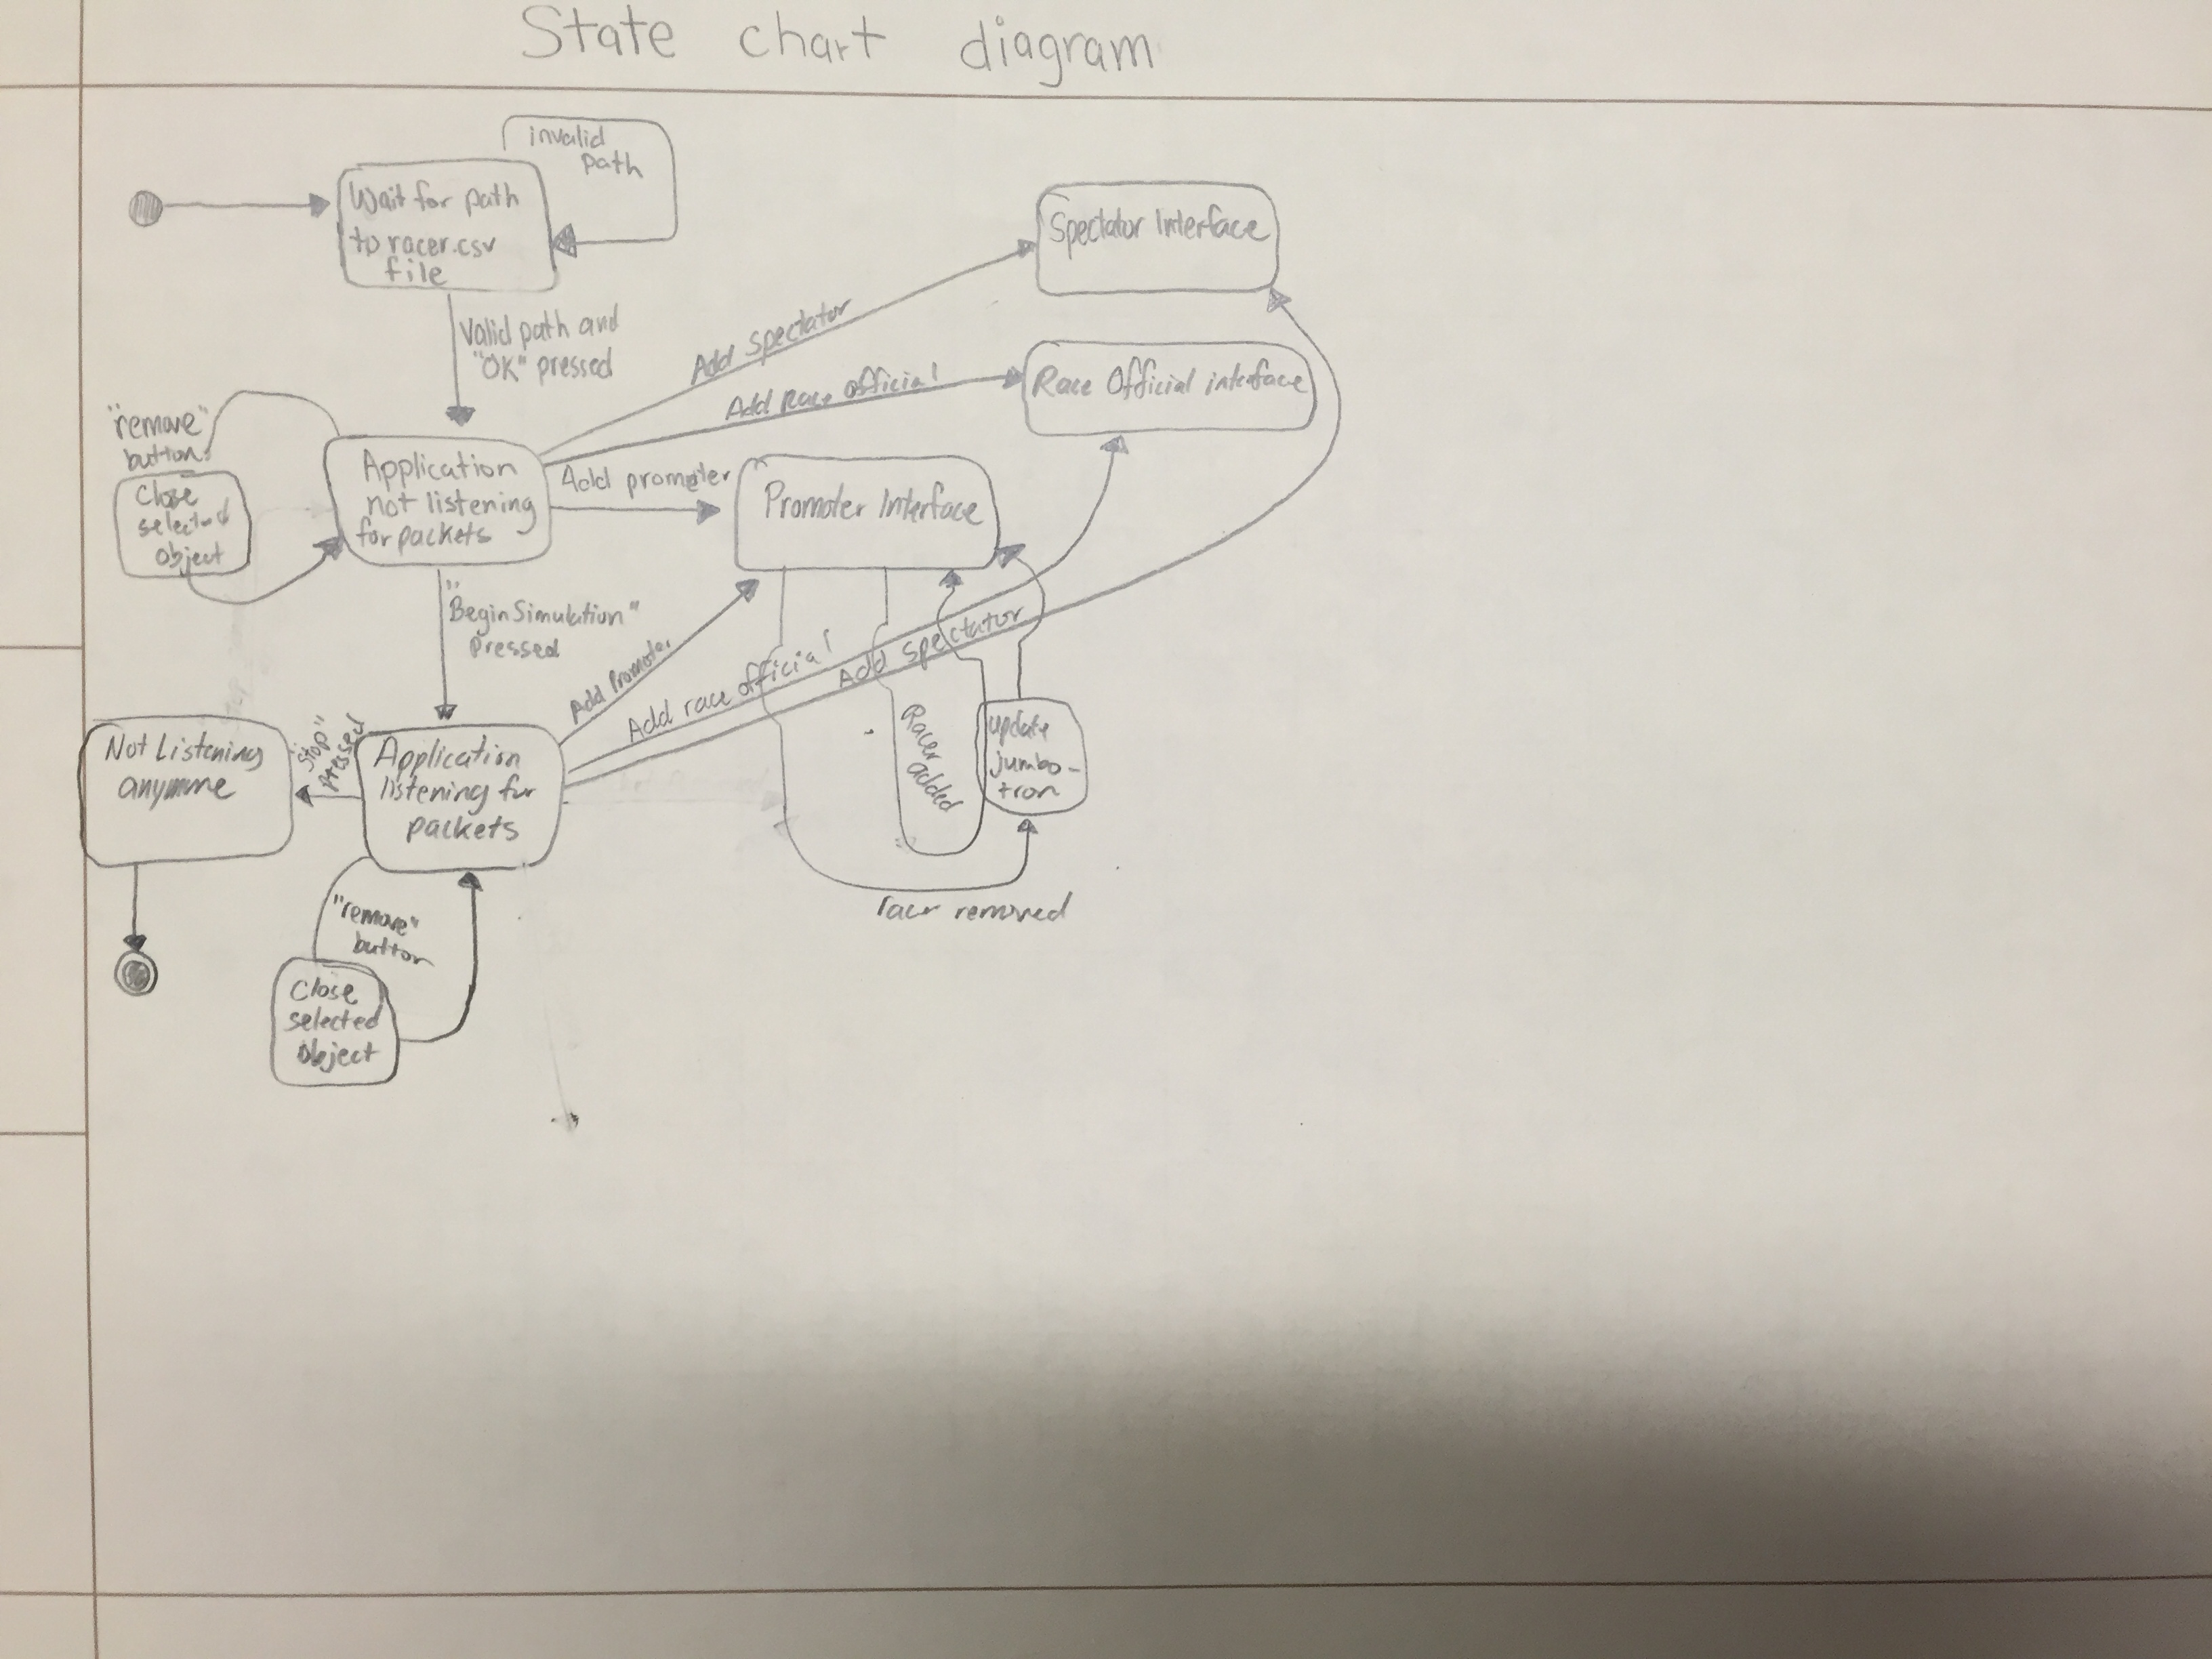 State chart diagram
invalid
path
Wait for path
to racer.csv
file
Spectator Interface
Valid path and
"OK" pressed
Add Spectator
Race Official interface
Add Race official
"remove"
button
Close
selected
object
Application
not listening
for packets
Add promoter
Promoter Interface
"Begin Simulation"
Pressed
Add Promoter
Add race official
Add Spectator
Racer
added
update
jumbo-
tron
racer removed
Not Listening
anymore
"Stop"
Pressed
Application
listening for
packets
"remove"
button
Close
selected
object